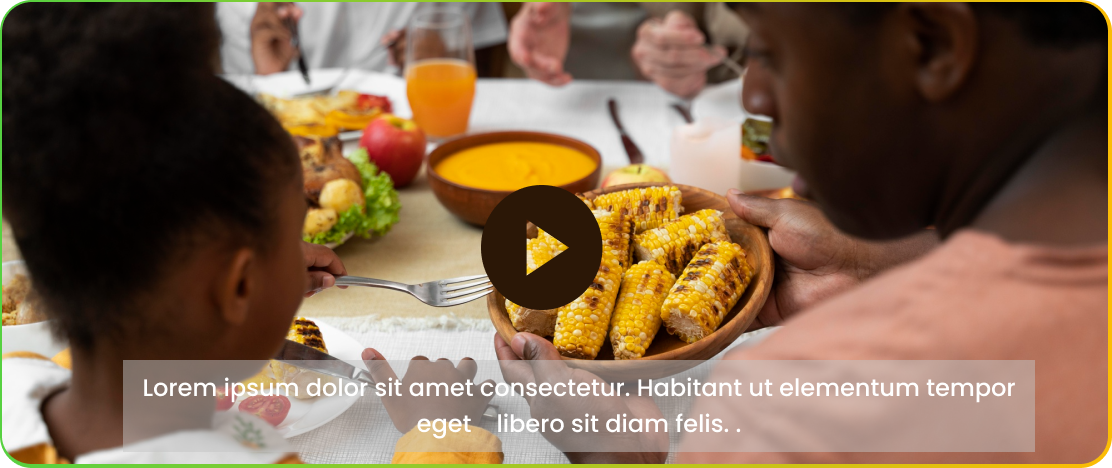 Lorem ipsum dolor sit amet consectetur. Habitant ut elementum tempor
eget libero sit diam felis. .